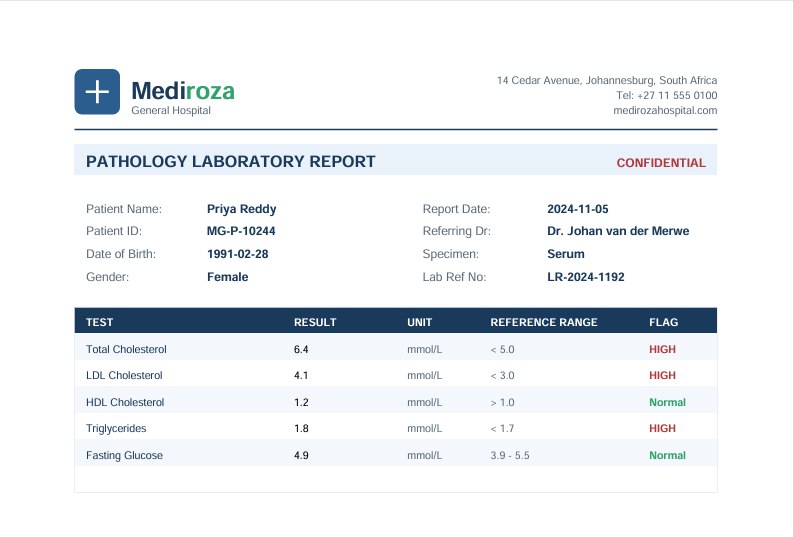 Mediroza
General Hospital
14 Cedar Avenue, Johannesburg, South Africa
Tel: +27 11 555 0100
medirozahospital.com
PATHOLOGY LABORATORY REPORT CONFIDENTIAL
Patient Name: Priya Reddy Report Date: 2024-11-05
Patient ID: MG-P-10244 Referring Dr: Dr. Johan van der Merwe
Date of Birth: 1991-02-28 Specimen: Serum
Gender: Female Lab Ref No: LR-2024-1192
TEST RESULT UNIT REFERENCE RANGE FLAG
Total Cholesterol 6.4 mmol/L < 5.0 HIGH
LDL Cholesterol 4.1 mmol/L < 3.0 HIGH
HDL Cholesterol 1.2 mmol/L > 1.0 Normal
Triglycerides 1.8 mmol/L < 1.7 HIGH
Fasting Glucose 4.9 mmol/L 3.9 - 5.5 Normal